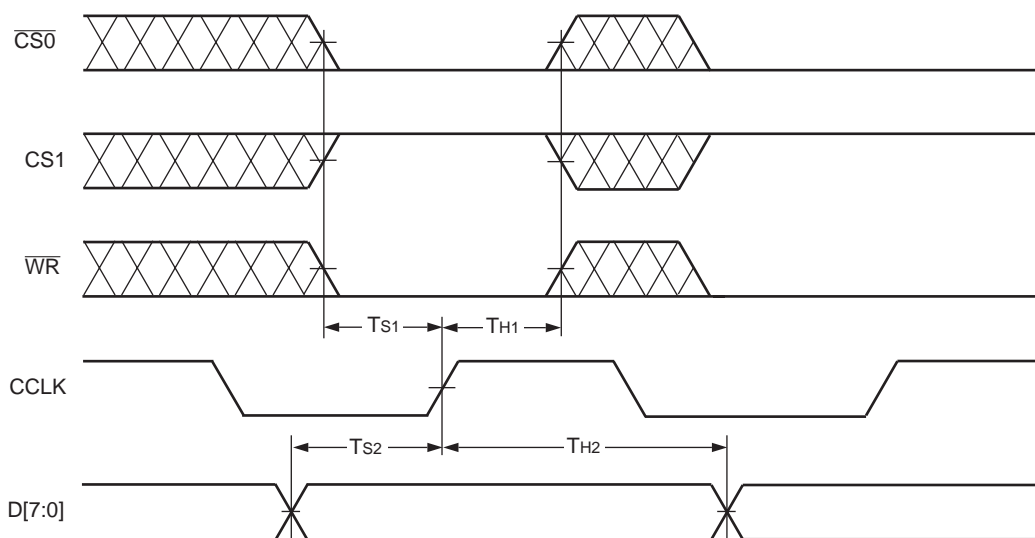 CS0
CS1
WR
TS1 TH1
CCLK
TS2 TH2
D[7:0]